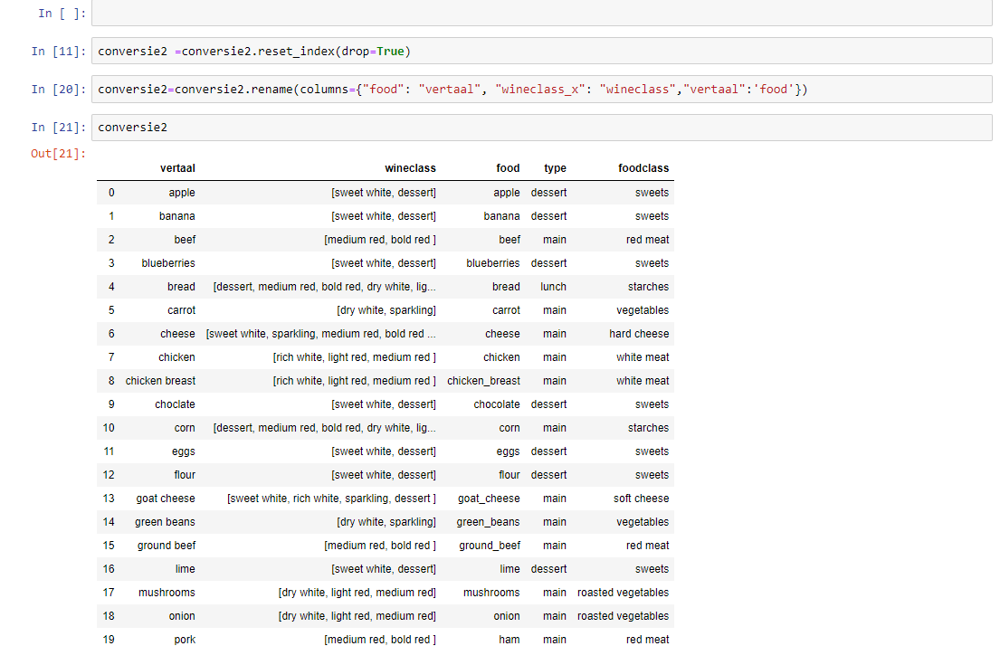 In [ ]:
In [11]: conversie2 =conversie2.reset_index(drop=True)
In [20]: conversie2=conversie2.rename(columns={"food": "vertaal", "wineclass_x": "wineclass","vertaal":'food'})
In [21]: conversie2
Out[21]:
vertaal wineclass food type foodclass
0 apple [sweet white, dessert] apple dessert sweets
1 banana [sweet white, dessert] banana dessert sweets
2 beef [medium red, bold red ] beef main red meat
3 blueberries [sweet white, dessert] blueberries dessert sweets
4 bread [dessert, medium red, bold red, dry white, lig... bread lunch starches
5 carrot [dry white, sparkling] carrot main vegetables
6 cheese [sweet white, sparkling, medium red, bold red ... cheese main hard cheese
7 chicken [rich white, light red, medium red ] chicken main white meat
8 chicken breast [rich white, light red, medium red ] chicken_breast main white meat
9 choclate [sweet white, dessert] chocolate dessert sweets
10 corn [dessert, medium red, bold red, dry white, lig... corn main starches
11 eggs [sweet white, dessert] eggs dessert sweets
12 flour [sweet white, dessert] flour dessert sweets
13 goat cheese [sweet white, rich white, sparkling, dessert ] goat_cheese main soft cheese
14 green beans [dry white, sparkling] green_beans main vegetables
15 ground beef [medium red, bold red ] ground_beef main red meat
16 lime [sweet white, dessert] lime dessert sweets
17 mushrooms [dry white, light red, medium red] mushrooms main roasted vegetables
18 onion [dry white, light red, medium red] onion main roasted vegetables
19 pork [medium red, bold red ] ham main red meat